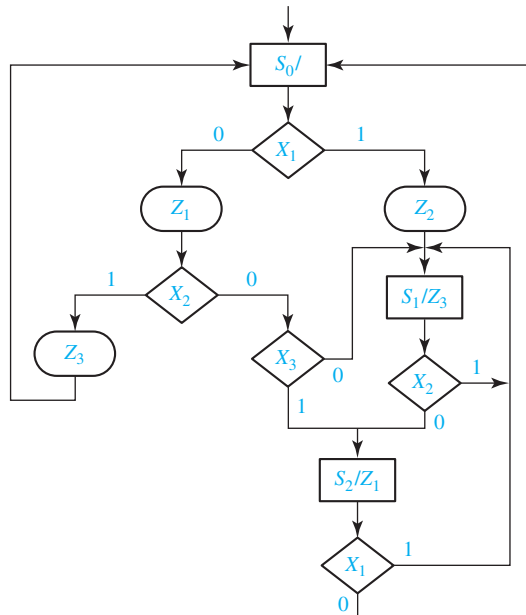 S₀/
0 X₁ 1
Z₁ Z₂
1 X₂ 0 S₁/Z₃
Z₃ X₃ 0 X₂ 1
1 0
S₂/Z₁
X₁ 1
0